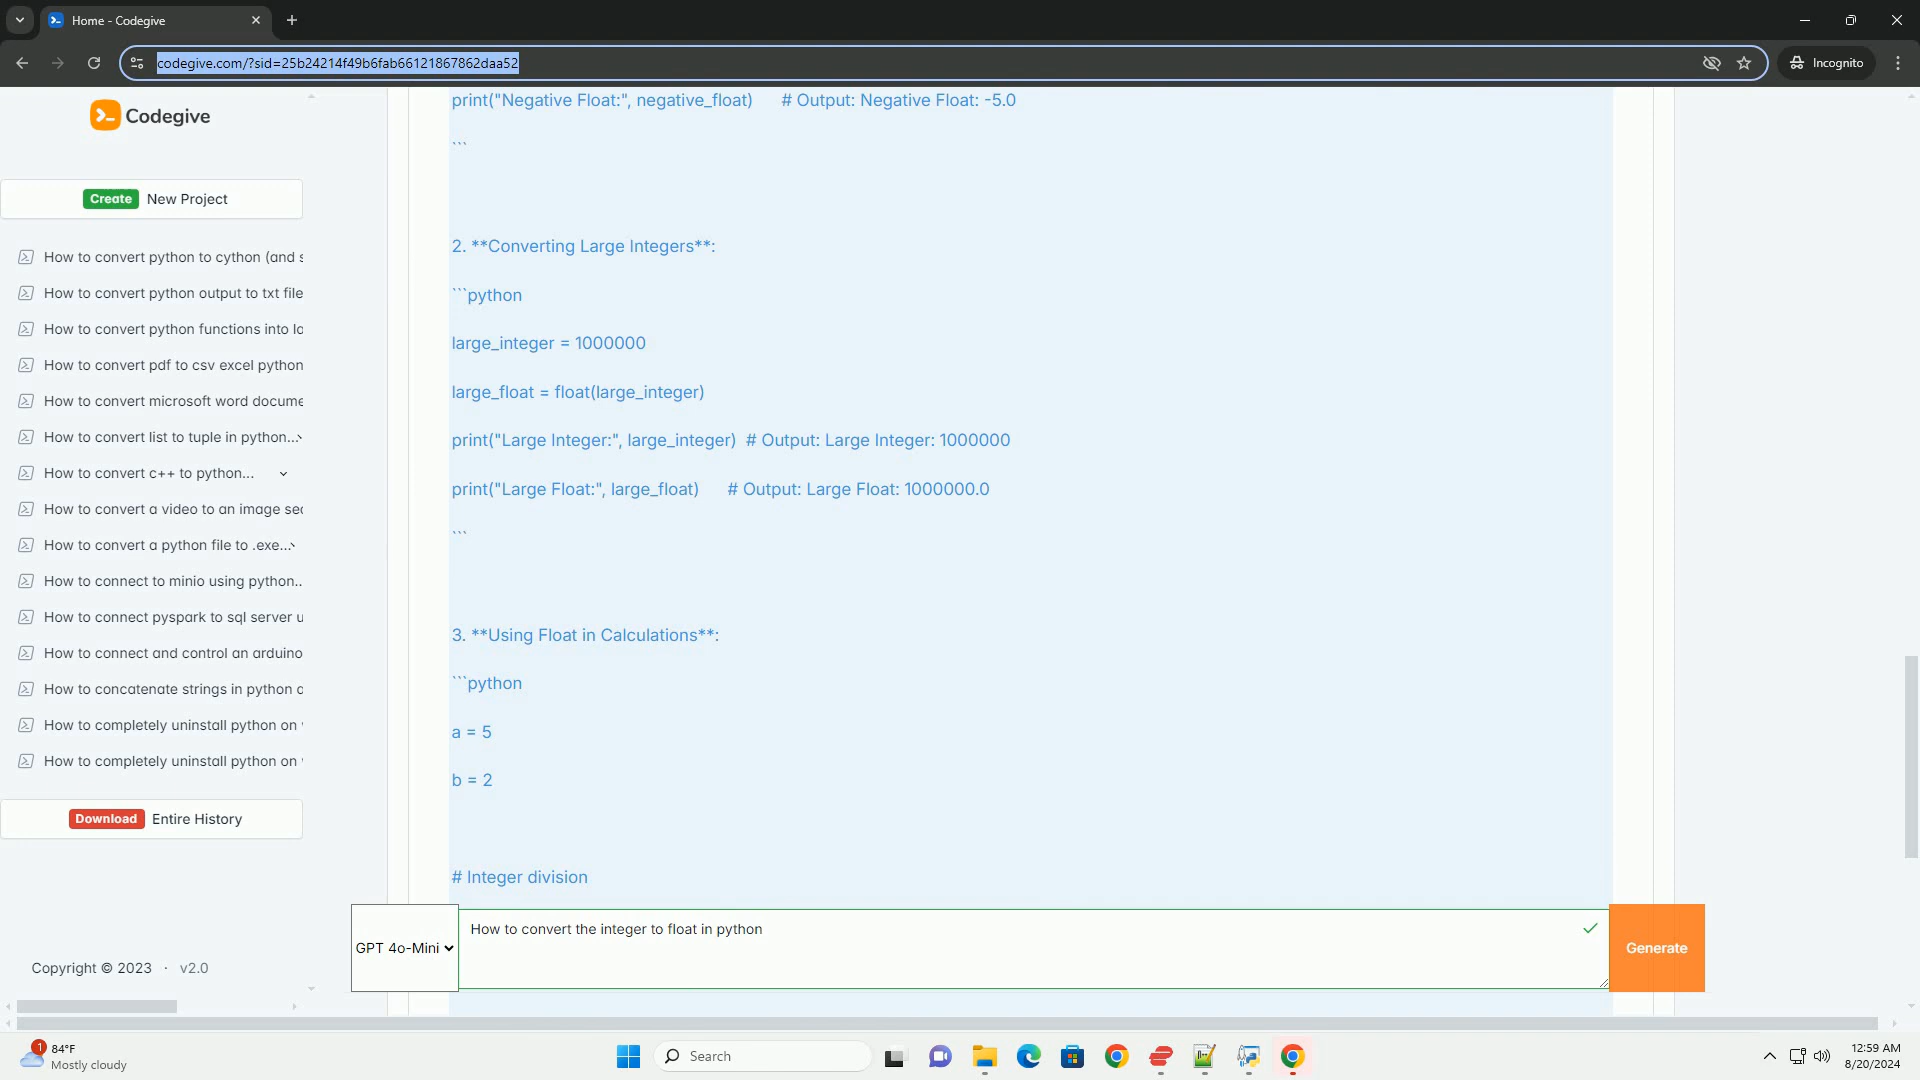 Home - Codegive
codegive.com/?sid=25b24214f49b6fab66121867862daa52
Incognito
Codegive
Create New Project
How to convert python to cython (and s
How to convert python output to txt file
How to convert python functions into la
How to convert pdf to csv excel python
How to convert microsoft word docume
How to convert list to tuple in python...
How to convert c++ to python...
How to convert a video to an image sec
How to convert a python file to .exe...
How to connect to minio using python..
How to connect pyspark to sql server u
How to connect and control an arduino
How to concatenate strings in python a
How to completely uninstall python on
How to completely uninstall python on
Download Entire History
Copyright © 2023 · v2.0
print("Negative Float:", negative_float) # Output: Negative Float: -5.0
```
2. **Converting Large Integers**:
```python
large_integer = 1000000
large_float = float(large_integer)
print("Large Integer:", large_integer) # Output: Large Integer: 1000000
print("Large Float:", large_float) # Output: Large Float: 1000000.0
```
3. **Using Float in Calculations**:
```python
a = 5
b = 2
# Integer division
GPT 4o-Mini
How to convert the integer to float in python
Generate
1
84°F
Mostly cloudy
Search
12:59 AM
8/20/2024